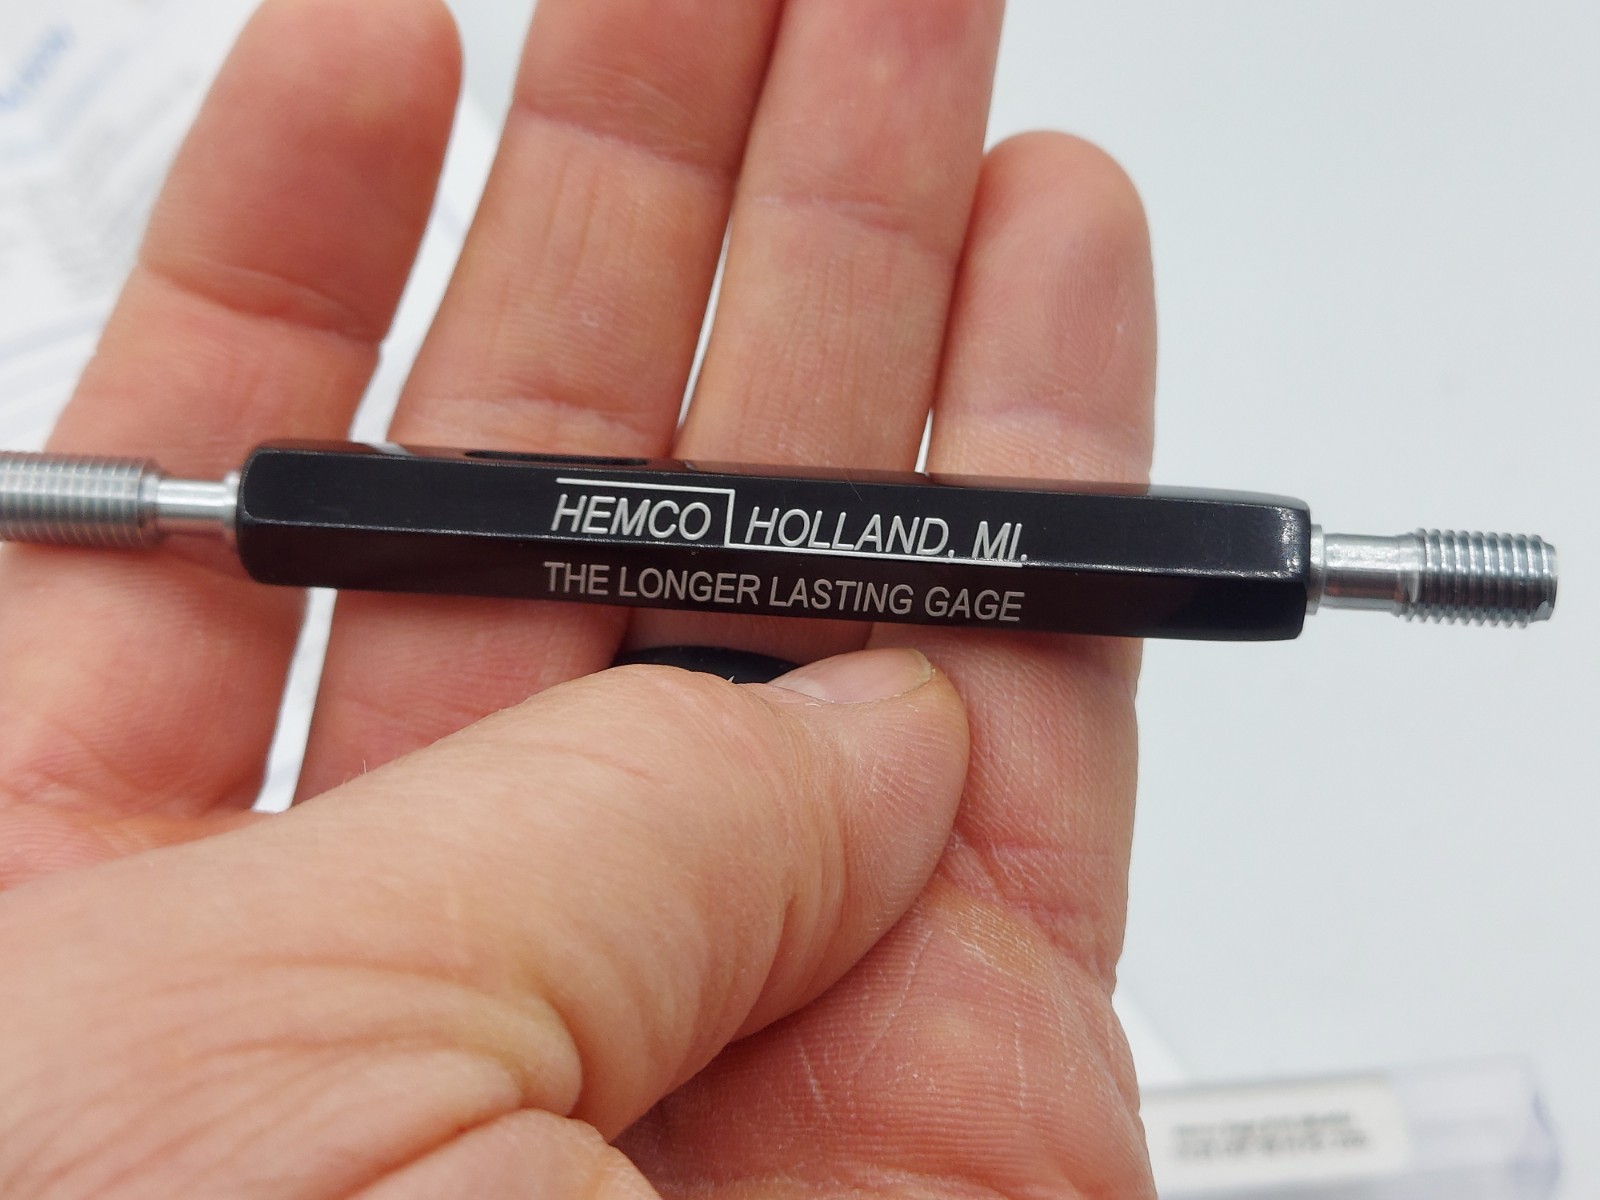 HEMCO HOLLAND, MI.
THE LONGER LASTING GAGE